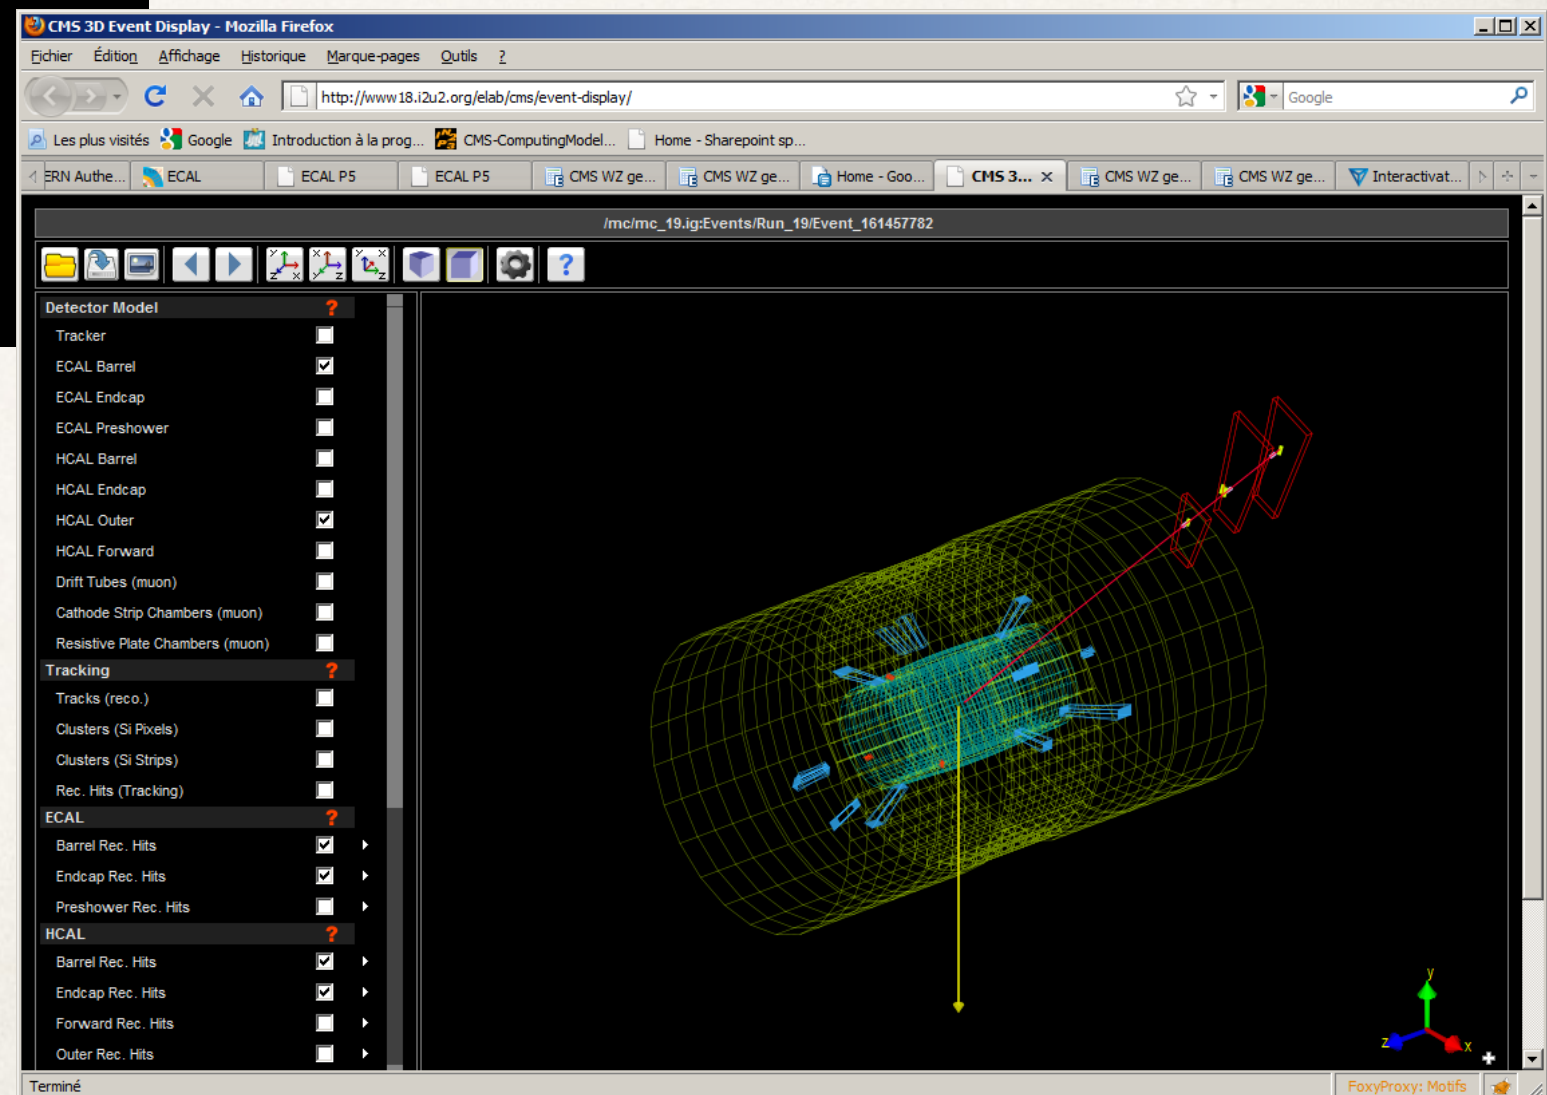 CMS 3D Event Display - Mozilla Firefox
Fichier Édition Affichage Historique Marque-pages Outils ?
http://www18.i2u2.org/elab/cms/event-display/
Google
Les plus visités Google Introduction à la prog... CMS-ComputingModel... Home - Sharepoint sp...
ERN Authe... ECAL ECAL P5 ECAL P5 CMS WZ ge... CMS WZ ge... Home - Goo... CMS 3... CMS WZ ge... CMS WZ ge... Interactivat...
/mc/mc_19.ig:Events/Run_19/Event_161457782
Detector Model ?
Tracker
ECAL Barrel
ECAL Endcap
ECAL Preshower
HCAL Barrel
HCAL Endcap
HCAL Outer
HCAL Forward
Drift Tubes (muon)
Cathode Strip Chambers (muon)
Resistive Plate Chambers (muon)
Tracking ?
Tracks (reco.)
Clusters (Si Pixels)
Clusters (Si Strips)
Rec. Hits (Tracking)
ECAL ?
Barrel Rec. Hits
Endcap Rec. Hits
Preshower Rec. Hits
HCAL ?
Barrel Rec. Hits
Endcap Rec. Hits
Forward Rec. Hits
Outer Rec. Hits
y
z x
Terminé
FoxyProxy: Motifs